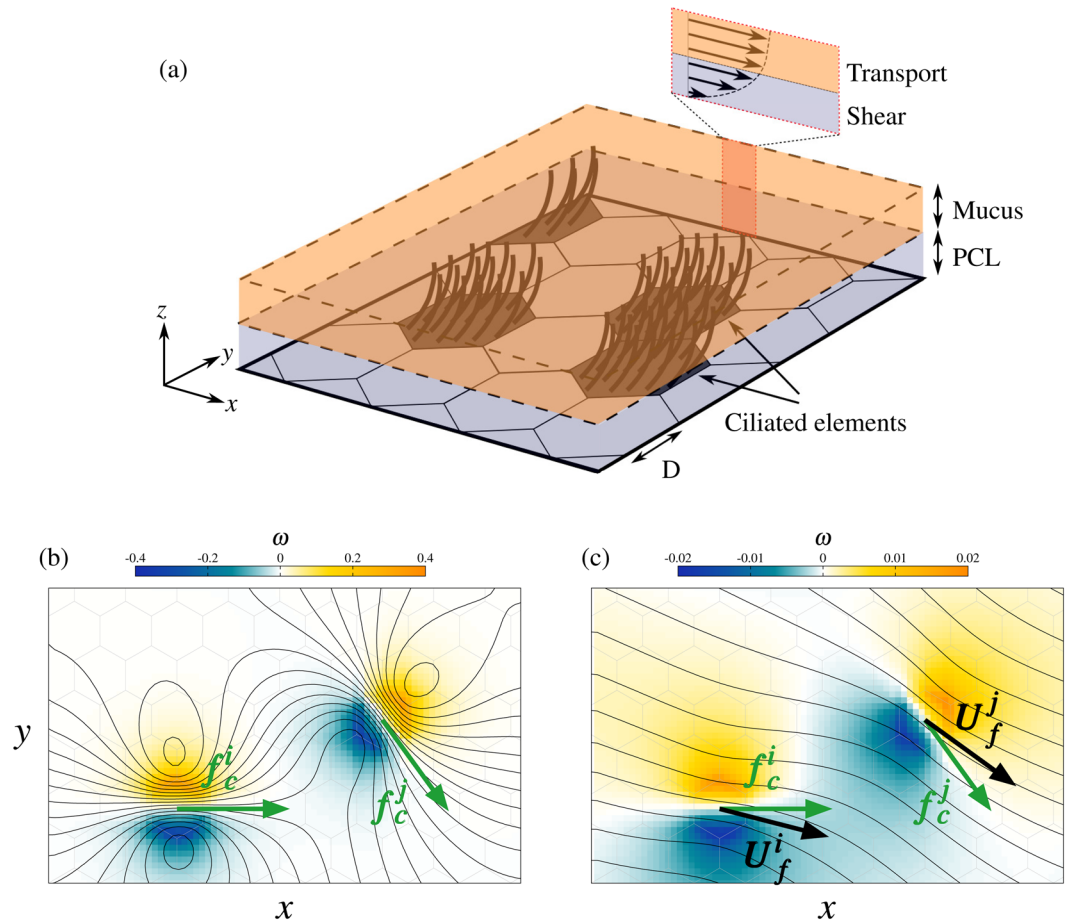 (a)
Transport
Shear
Mucus
PCL
z
y
x
Ciliated elements
D
(b)
ω
-0.4 -0.2 0 0.2 0.4
f_c^i
f_c^j
y
x
(c)
ω
-0.02 -0.01 0 0.01 0.02
U_f^j
f_c^i
f_c^j
U_f^i
x